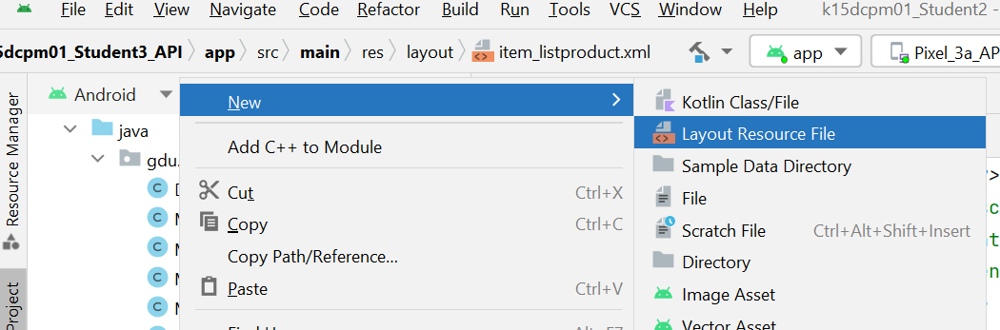 File Edit View Navigate Code Refactor Build Run Tools VCS Window Help k15dcpm01_Student2 -
5dcpm01_Student3_API app src main res layout item_listproduct.xml app Pixel_3a_AP
Resource Manager
Project
Android
java
gdu.
New
Add C++ to Module
Cut Ctrl+X
Copy Ctrl+C
Copy Path/Reference...
Paste Ctrl+V
Kotlin Class/File
Layout Resource File
Sample Data Directory
File
Scratch File Ctrl+Alt+Shift+Insert
Directory
Image Asset
Vector Asset
?>